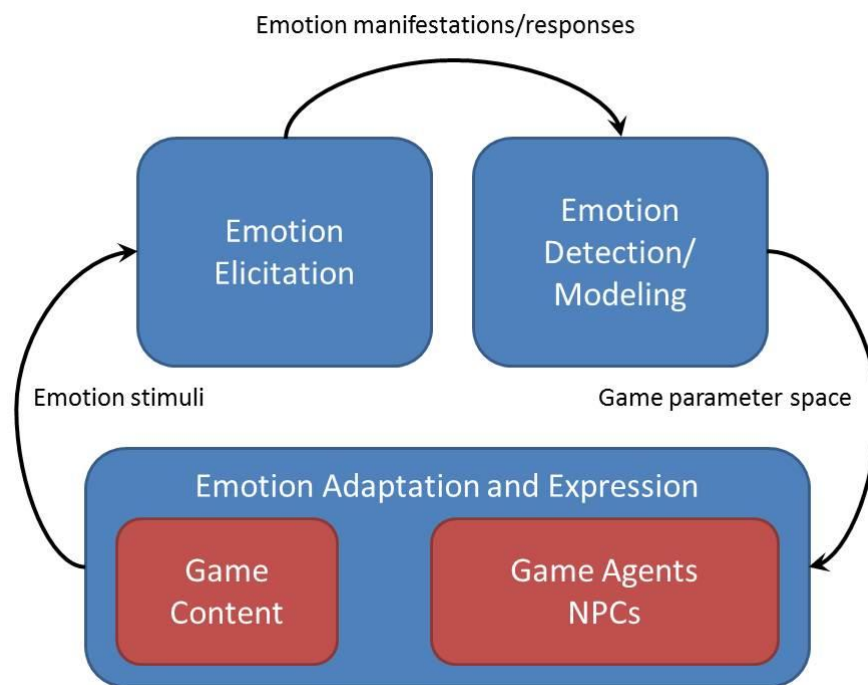 Emotion manifestations/responses
Emotion
Elicitation
Emotion
Detection/
Modeling
Emotion stimuli
Game parameter space
Emotion Adaptation and Expression
Game
Content
Game Agents
NPCs